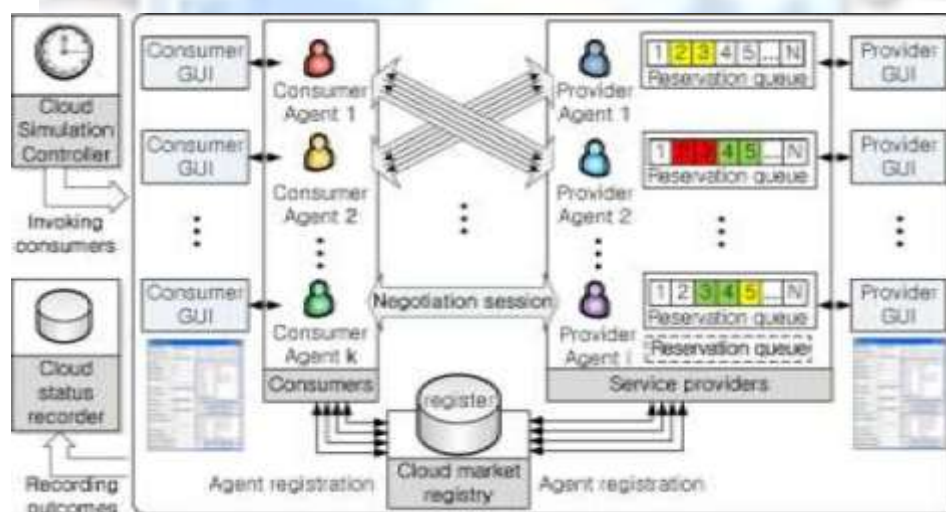 Cloud
Simulation
Controller
Invoking
consumers
Cloud
status
recorder
Recording
outcomes
Consumer
GUI
Consumer
GUI
Consumer
GUI
Consumer
Agent 1
Consumer
Agent 2
Consumer
Agent k
Consumers
Negotiation session
Provider
Agent 1
Provider
Agent 2
Provider
Agent
Service providers
1 2 3 4 5 ... N
Reservation queue
1 4 5 ... N
Reservation queue
1 2 3 4 5 ... N
Reservation queue
Reservation queue
Provider
GUI
Provider
GUI
Provider
GUI
register
Cloud market
registry
Agent registration
Agent registration